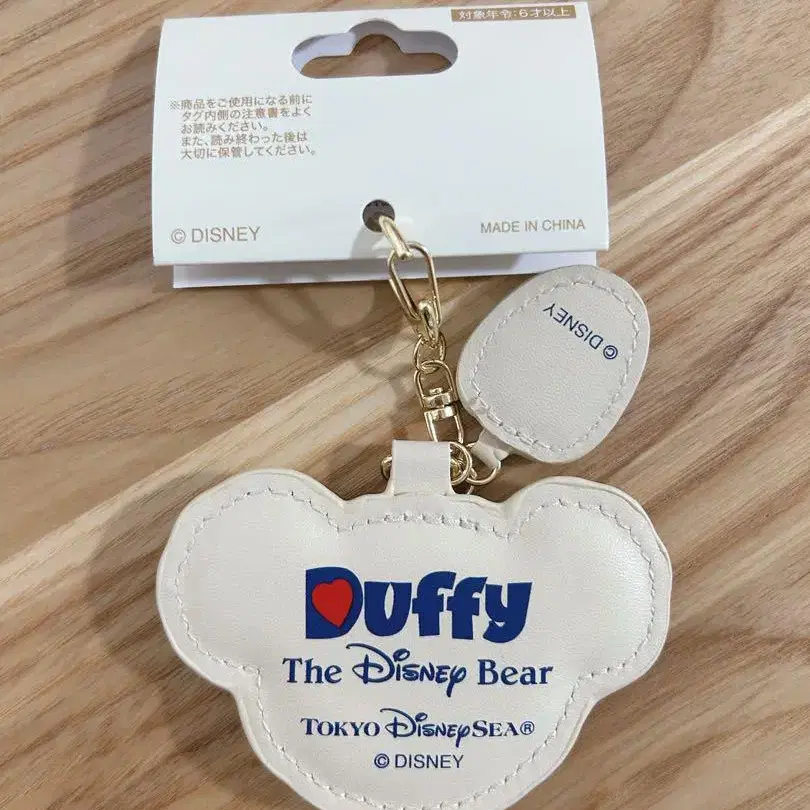 対象年令:6才以上
※商品をご使用になる前に
タグ内側の注意書をよく
お読みください。
また、読み終わった後は
大切に保管してください。
© DISNEY
MADE IN CHINA
© DISNEY
Duffy
The Disney Bear
TOKYO DisneySEA®
© DISNEY